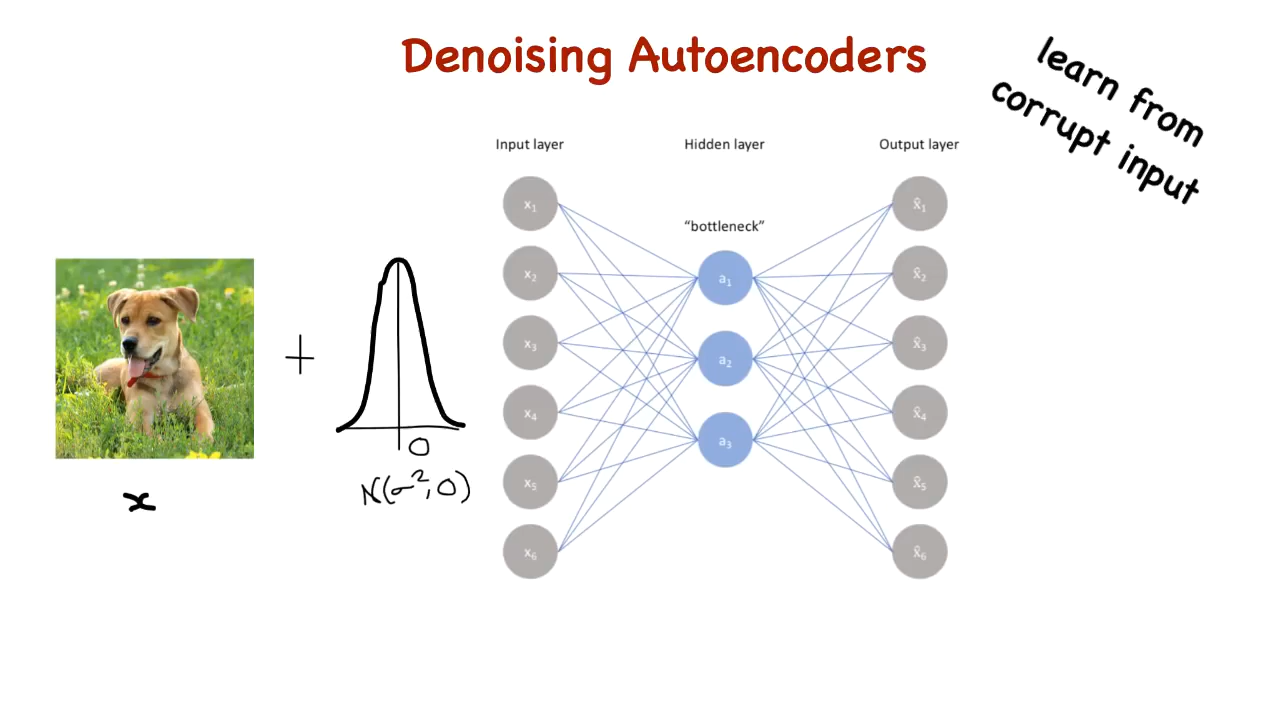 Denoising Autoencoders
learn from
corrupt input
Input layer
Hidden layer
Output layer
"bottleneck"
x₁
x₂
x₃
x₄
x₅
x₆
a₁
a₂
a₃
x̂₁
x̂₂
x̂₃
x̂₄
x̂₅
x̂₆
+
0
N(σ², 0)
x